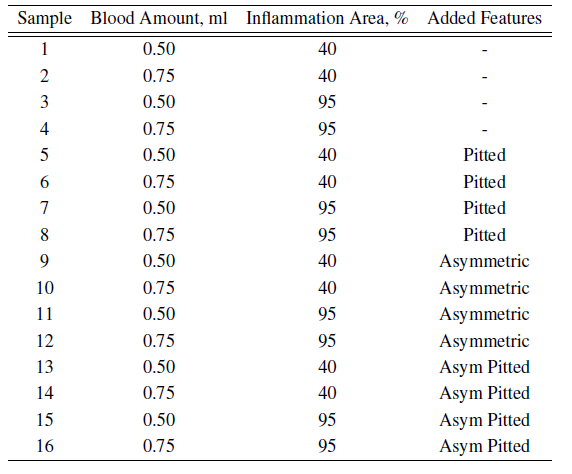 Sample Blood Amount, ml Inflammation Area, % Added Features
1 0.50 40 -
2 0.75 40 -
3 0.50 95 -
4 0.75 95 -
5 0.50 40 Pitted
6 0.75 40 Pitted
7 0.50 95 Pitted
8 0.75 95 Pitted
9 0.50 40 Asymmetric
10 0.75 40 Asymmetric
11 0.50 95 Asymmetric
12 0.75 95 Asymmetric
13 0.50 40 Asym Pitted
14 0.75 40 Asym Pitted
15 0.50 95 Asym Pitted
16 0.75 95 Asym Pitted